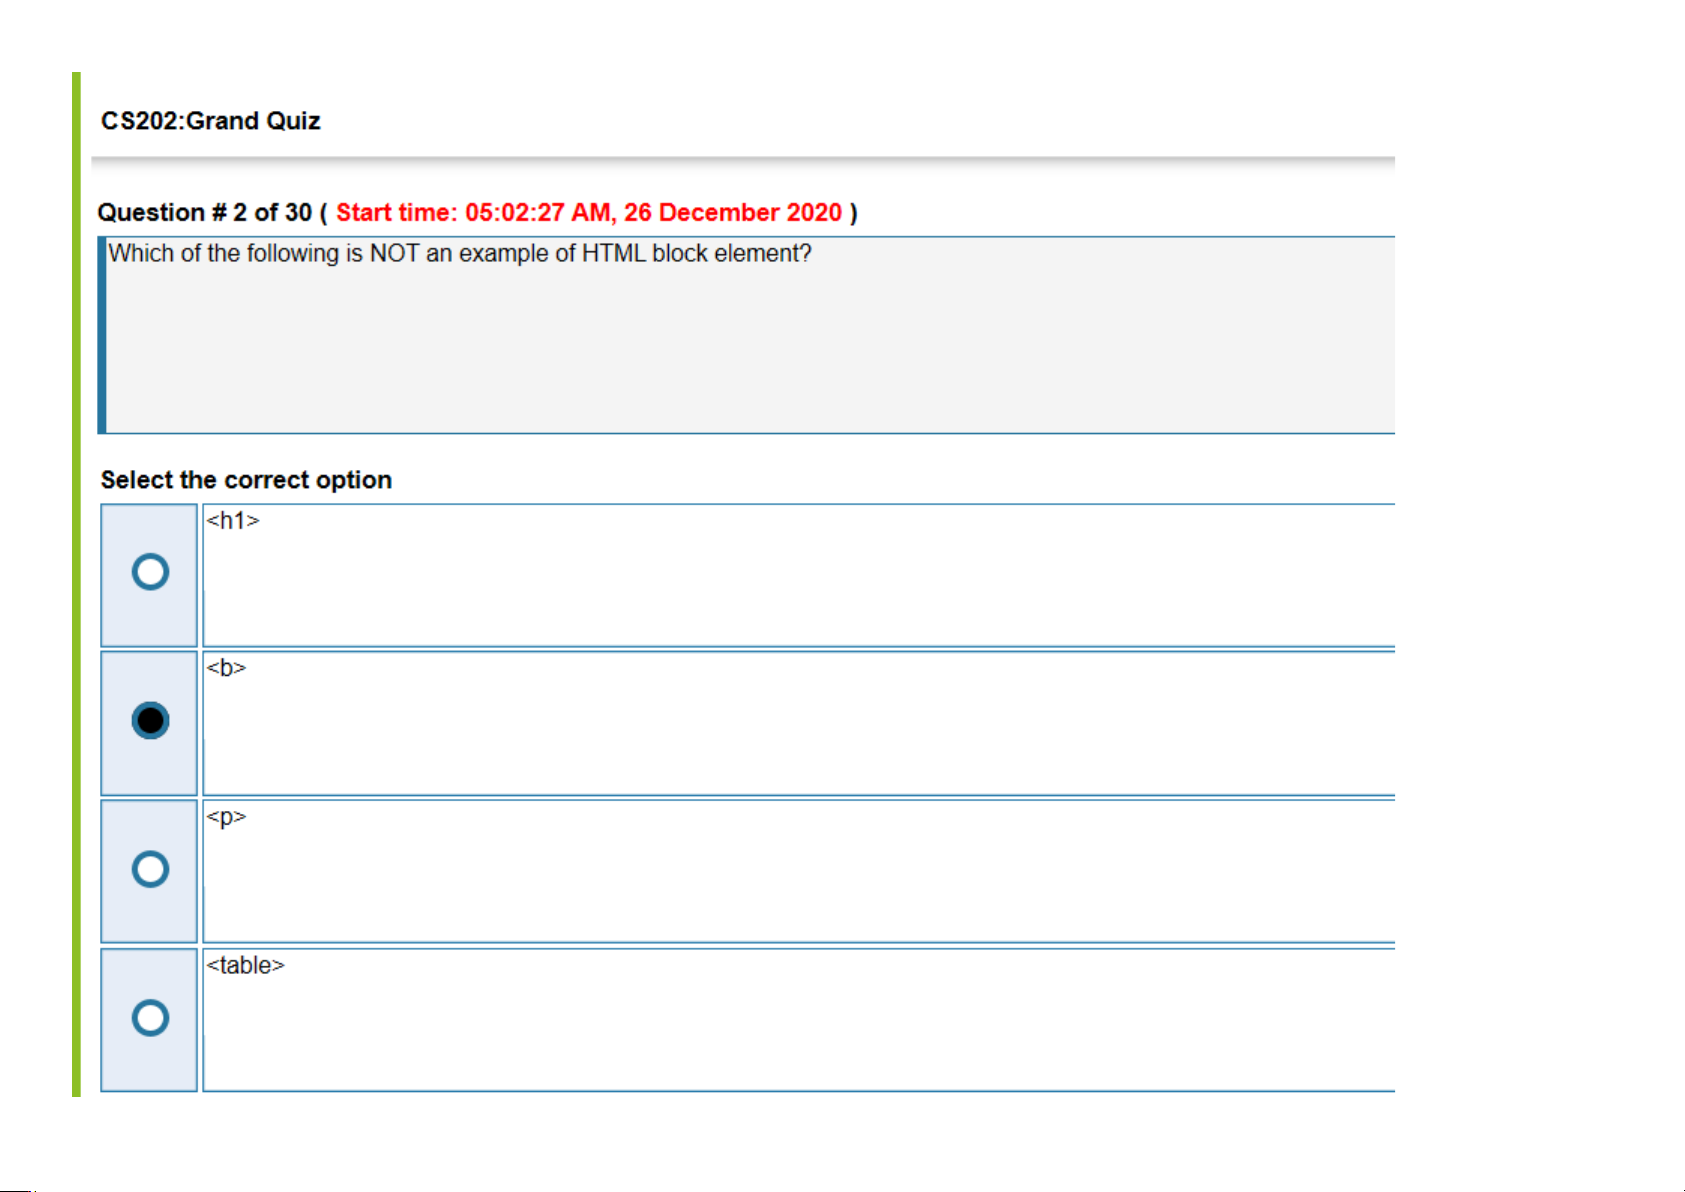 CS202:Grand Quiz
Question # 2 of 30 ( Start time: 05:02:27 AM, 26 December 2020 )
Which of the following is NOT an example of HTML block element?
Select the correct option
<h1>
<b>
<p>
<table>